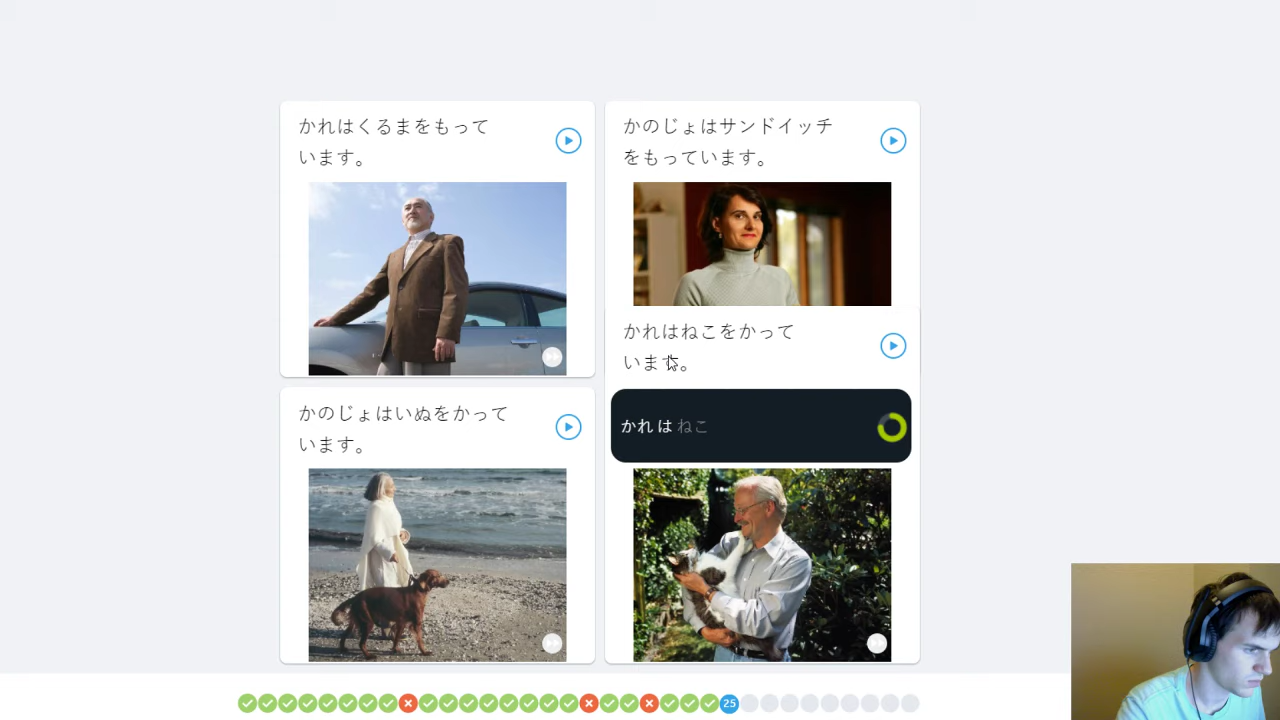 かれはくるまをもって
います。
かのじょはサンドイッチ
をもっています。
かのじょはいぬをかって
います。
かれはねこをかって
います。
かれ は ねこ
25